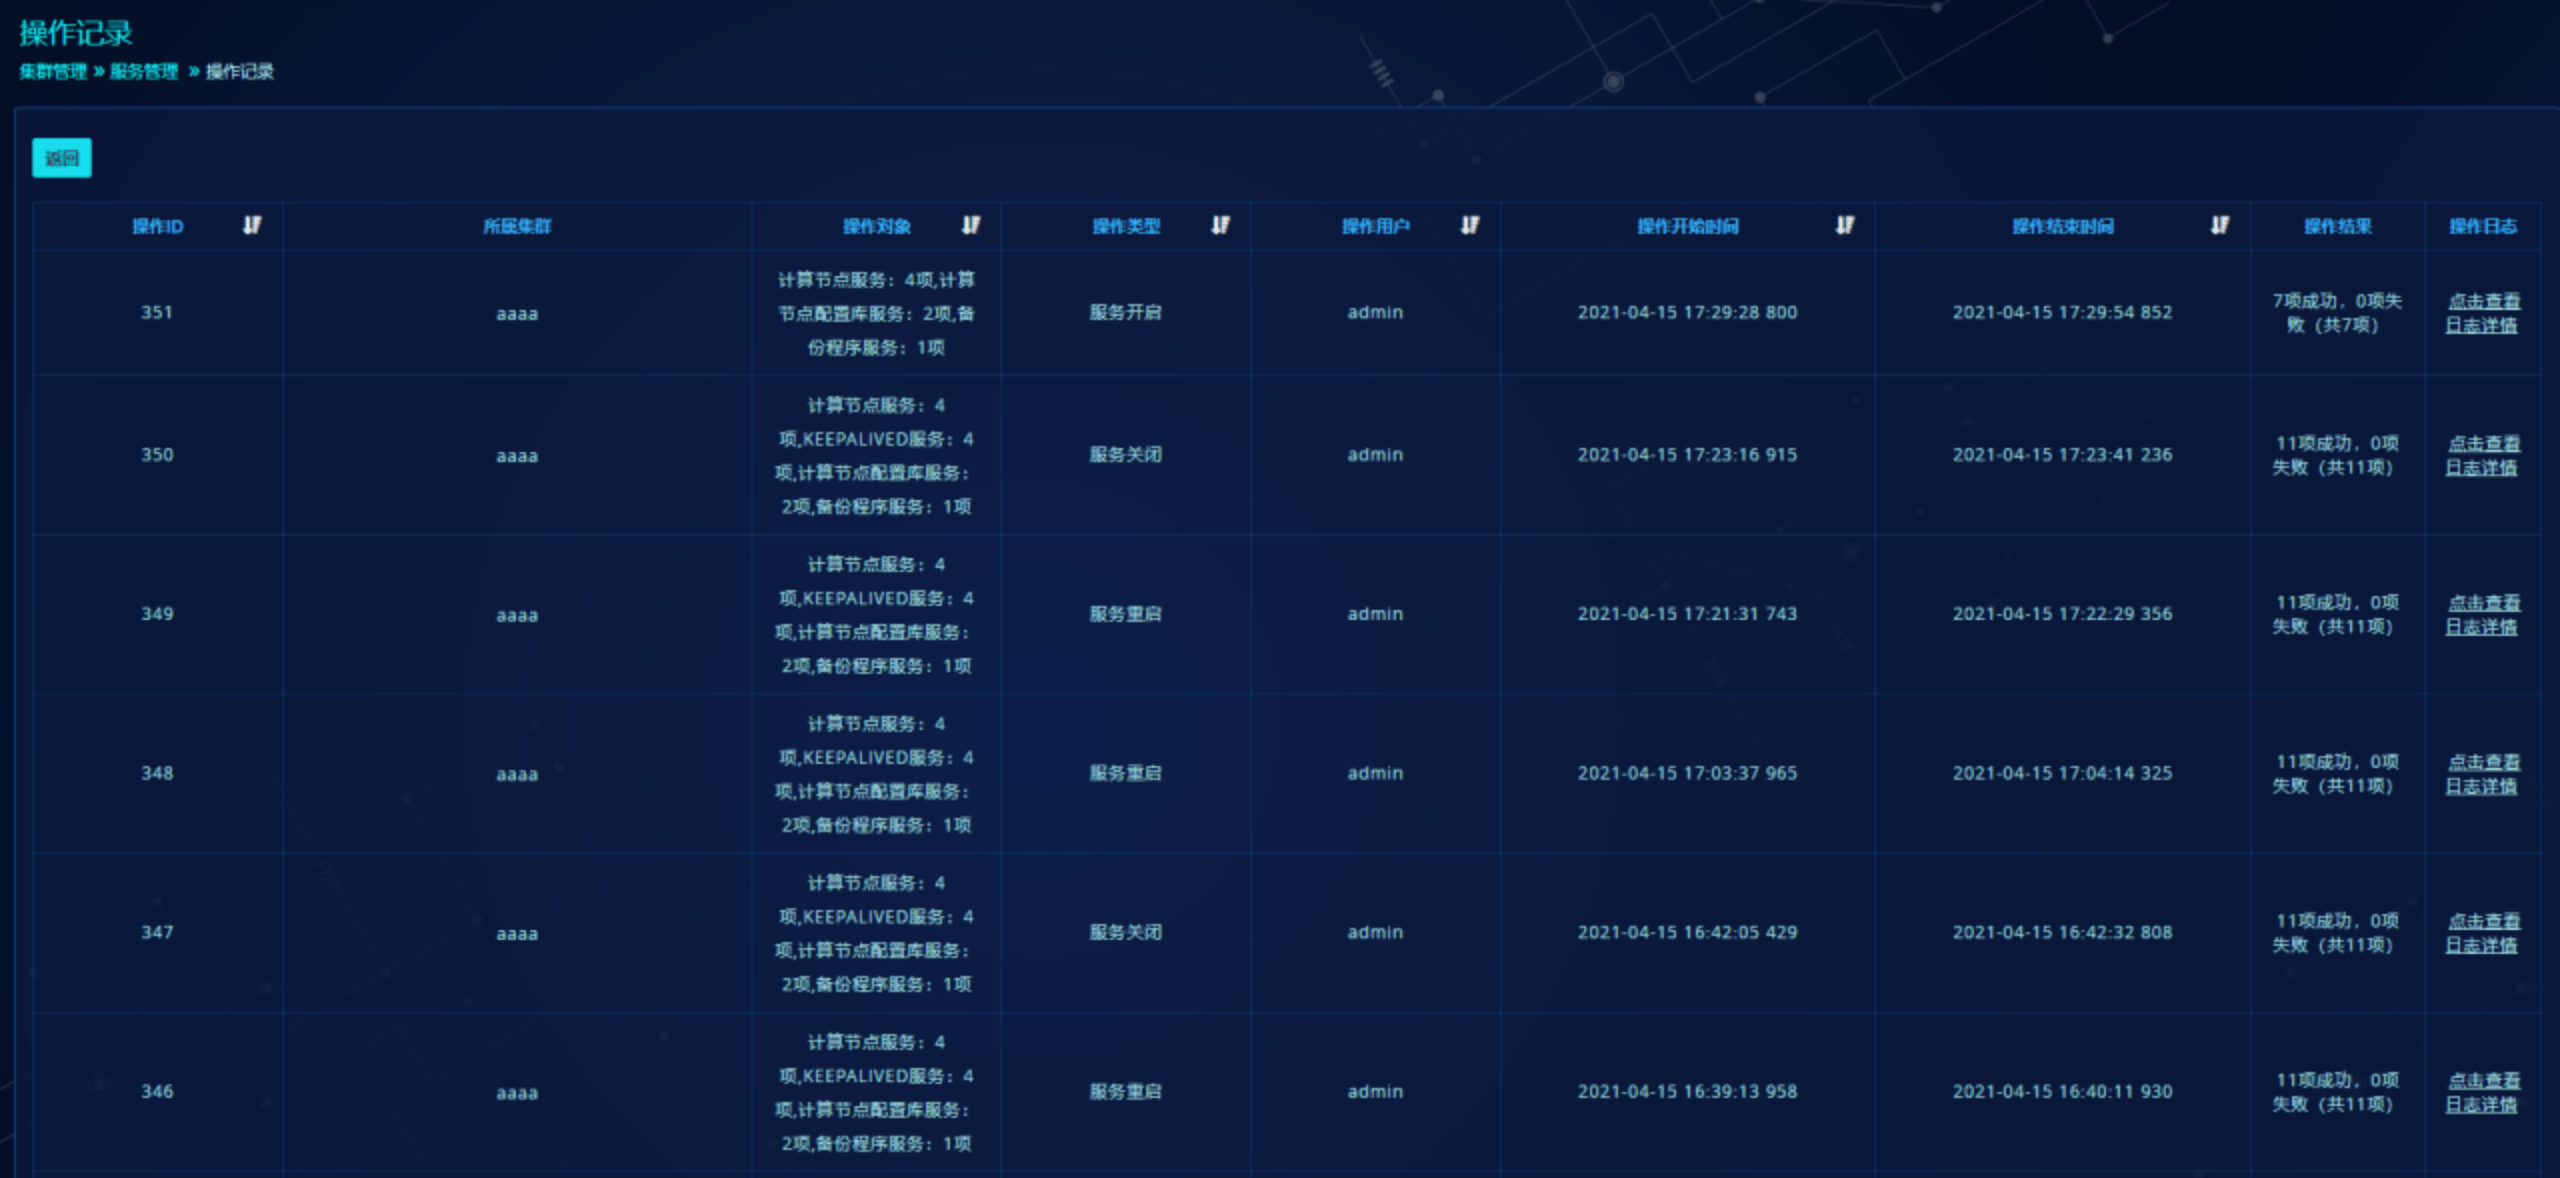 操作记录
集群管理 » 服务管理 » 操作记录
返回
操作ID 所属集群 操作对象 操作类型 操作用户 操作开始时间 操作结束时间 操作结果 操作日志
351 aaaa 计算节点服务：4项,计算
节点配置库服务：2项,备
份程序服务：1项 服务开启 admin 2021-04-15 17:29:28 800 2021-04-15 17:29:54 852 7项成功，0项失
败（共7项） 点击查看
日志详情
350 aaaa 计算节点服务：4
项,KEEPALIVED服务：4
项,计算节点配置库服务：
2项,备份程序服务：1项 服务关闭 admin 2021-04-15 17:23:16 915 2021-04-15 17:23:41 236 11项成功，0项
失败（共11项） 点击查看
日志详情
349 aaaa 计算节点服务：4
项,KEEPALIVED服务：4
项,计算节点配置库服务：
2项,备份程序服务：1项 服务重启 admin 2021-04-15 17:21:31 743 2021-04-15 17:22:29 356 11项成功，0项
失败（共11项） 点击查看
日志详情
348 aaaa 计算节点服务：4
项,KEEPALIVED服务：4
项,计算节点配置库服务：
2项,备份程序服务：1项 服务重启 admin 2021-04-15 17:03:37 965 2021-04-15 17:04:14 325 11项成功，0项
失败（共11项） 点击查看
日志详情
347 aaaa 计算节点服务：4
项,KEEPALIVED服务：4
项,计算节点配置库服务：
2项,备份程序服务：1项 服务关闭 admin 2021-04-15 16:42:05 429 2021-04-15 16:42:32 808 11项成功，0项
失败（共11项） 点击查看
日志详情
346 aaaa 计算节点服务：4
项,KEEPALIVED服务：4
项,计算节点配置库服务：
2项,备份程序服务：1项 服务重启 admin 2021-04-15 16:39:13 958 2021-04-15 16:40:11 930 11项成功，0项
失败（共11项） 点击查看
日志详情